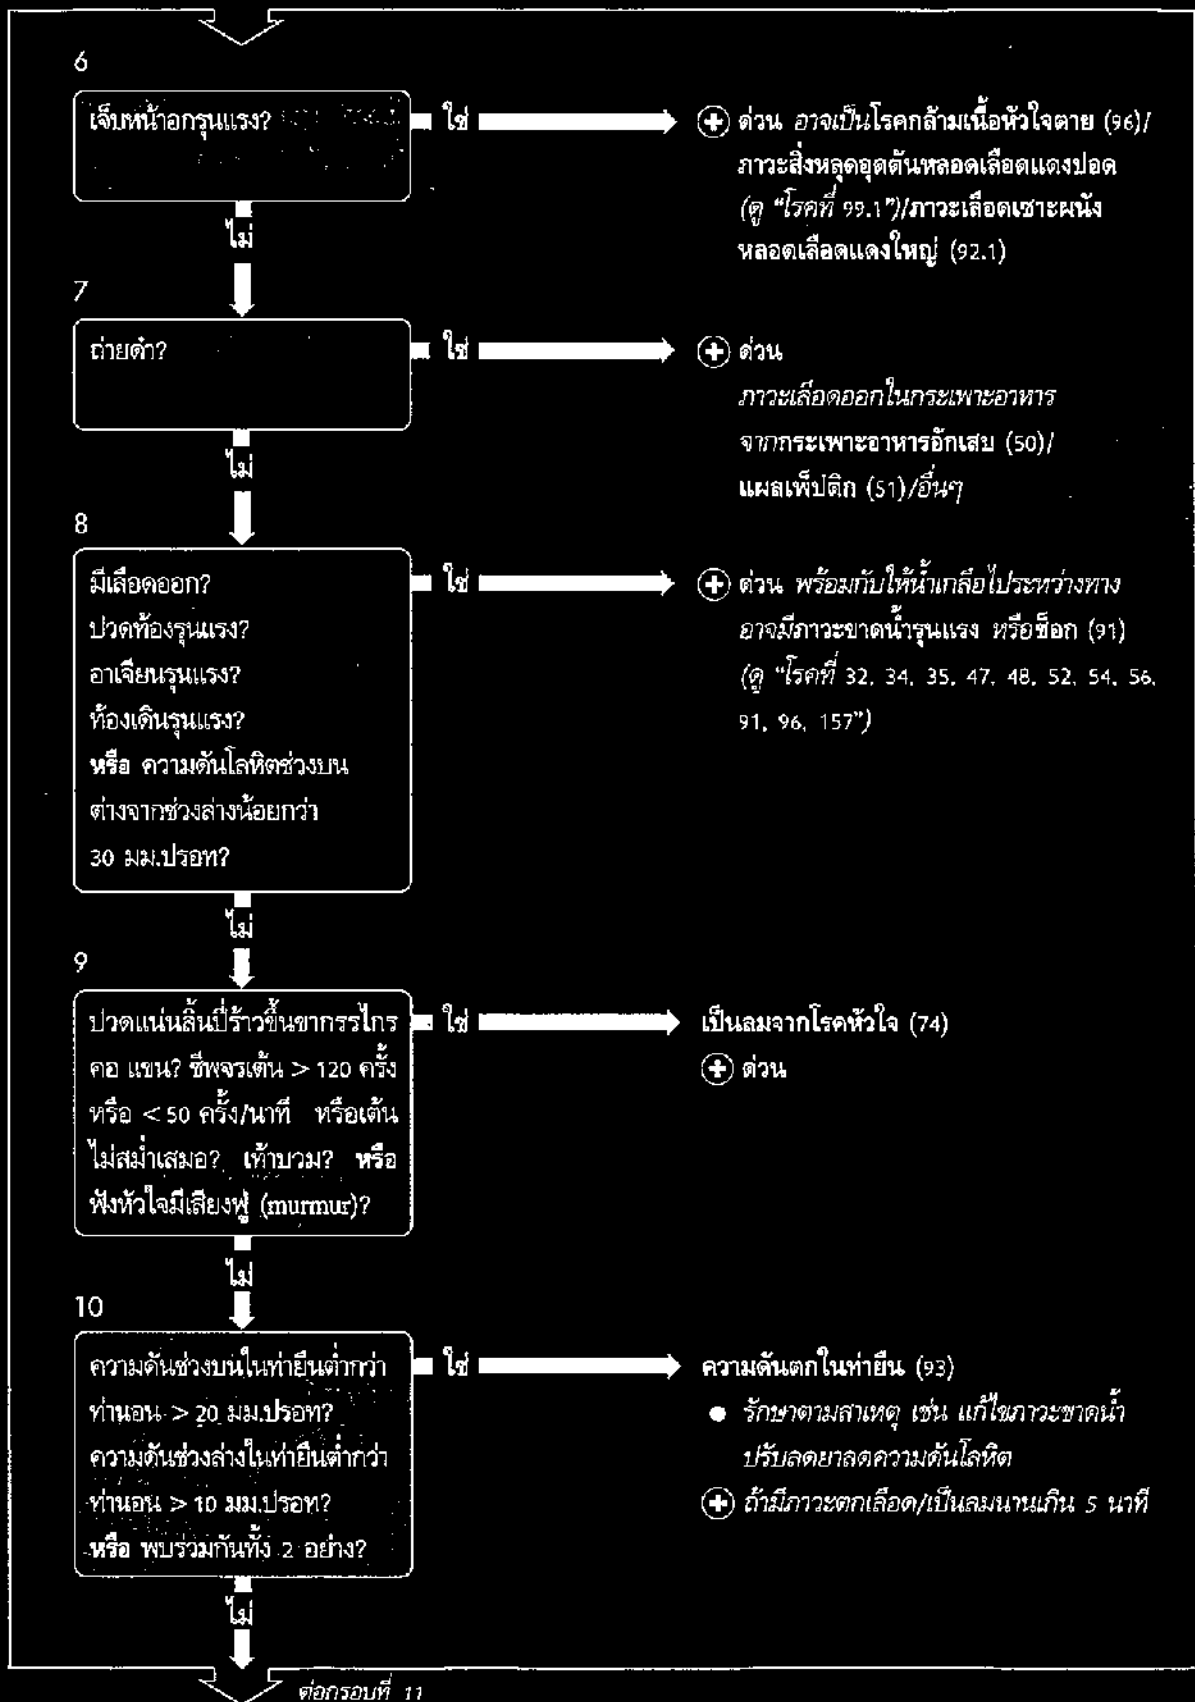 6
เจ็บหน้าอกรุนแรง?
ใช่
ด่วน อาจเป็นโรคกล้ามเนื้อหัวใจตาย (96)/
ภาวะสิ่งหลุดอุดตันหลอดเลือดแดงปอด
(ดู "โรคที่ 99.1")/ภาวะเลือดเซาะผนัง
หลอดเลือดแดงใหญ่ (92.1)
ไม่
7
ถ่ายดำ?
ใช่
ด่วน
ภาวะเลือดออกในกระเพาะอาหาร
จากกระเพาะอาหารอักเสบ (50)/
แผลเพ็ปติก (51)/อื่นๆ
ไม่
8
มีเลือดออก?
ปวดท้องรุนแรง?
อาเจียนรุนแรง?
ท้องเดินรุนแรง?
หรือ ความดันโลหิตช่วงบน
ต่างจากช่วงล่างน้อยกว่า
30 มม.ปรอท?
ใช่
ด่วน พร้อมกับให้น้ำเกลือไประหว่างทาง
อาจมีภาวะขาดน้ำรุนแรง หรือช็อก (91)
(ดู "โรคที่ 32, 34, 35, 47, 48, 52, 54, 56,
91, 96, 157")
ไม่
9
ปวดแน่นลิ้นปี่ร้าวขึ้นขากรรไกร
คอ แขน? ชีพจรเต้น > 120 ครั้ง
หรือ < 50 ครั้ง/นาที หรือเต้น
ไม่สม่ำเสมอ? เท้าบวม? หรือ
ฟังหัวใจมีเสียงฟู่ (murmur)?
ใช่
เป็นลมจากโรคหัวใจ (74)
ด่วน
ไม่
10
ความดันช่วงบนในท่ายืนต่ำกว่า
ท่านอน > 20 มม.ปรอท?
ความดันช่วงล่างในท่ายืนต่ำกว่า
ท่านอน > 10 มม.ปรอท?
หรือ พบร่วมกันทั้ง 2 อย่าง?
ใช่
ความดันตกในท่ายืน (93)
● รักษาตามสาเหตุ เช่น แก้ไขภาวะขาดน้ำ
ปรับลดยาลดความดันโลหิต
ถ้ามีภาวะตกเลือด/เป็นลมนานเกิน 5 นาที
ไม่
ต่อกรอบที่ 11